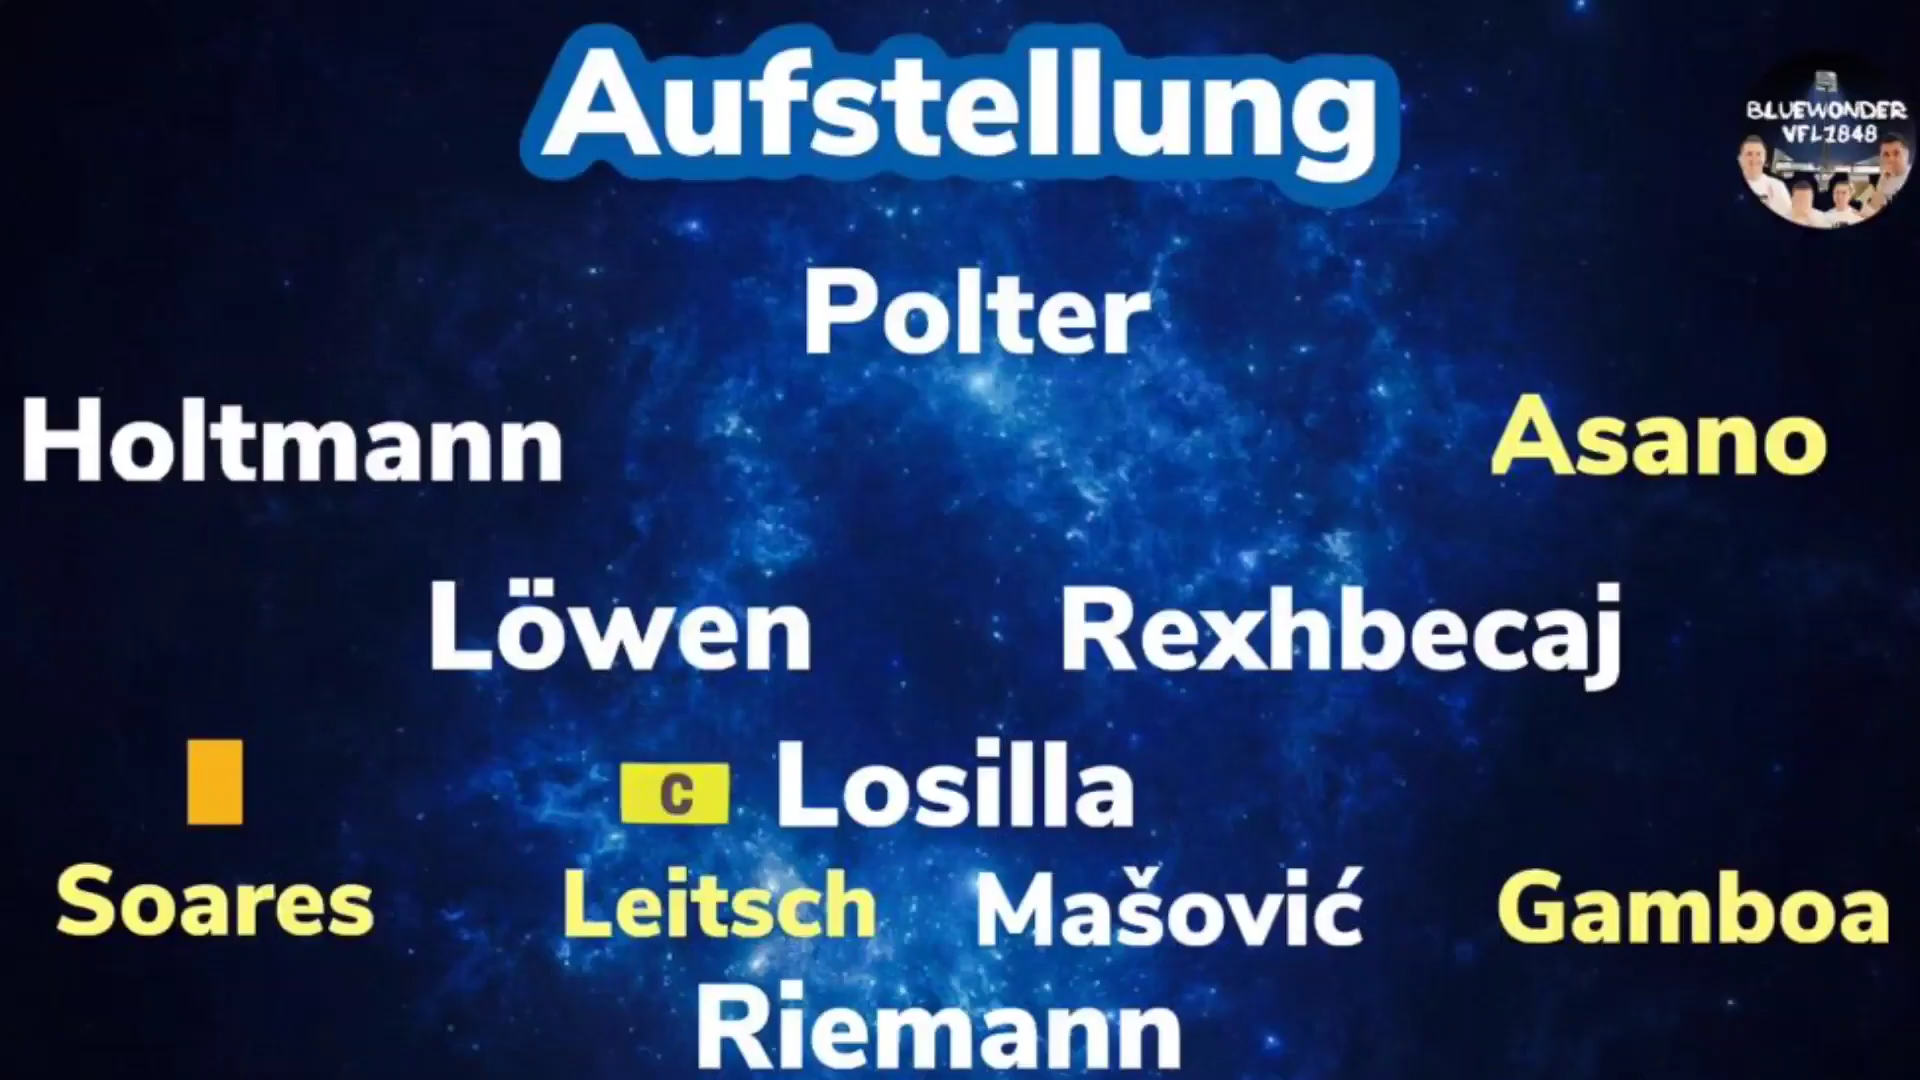 Aufstellung
BLUEWONDER
VFL1848
Polter
Holtmann Asano
Löwen Rexhbecaj
C Losilla
Soares Leitsch Mašović Gamboa
Riemann